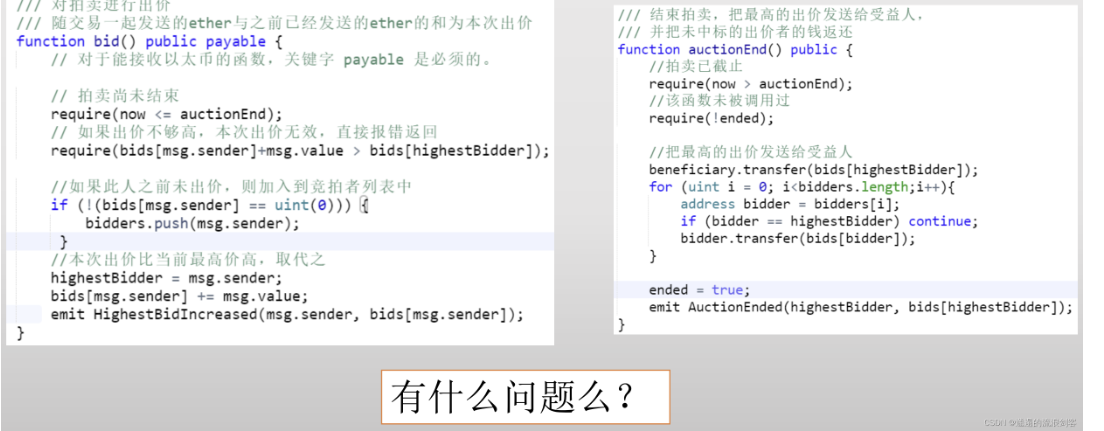 /// 对拍卖进行出价
/// 随交易一起发送的ether与之前已经发送的ether的和为本次出价
function bid() public payable {
// 对于能接收以太币的函数，关键字 payable 是必须的。
// 拍卖尚未结束
require(now <= auctionEnd);
// 如果出价不够高，本次出价无效，直接报错返回
require(bids[msg.sender]+msg.value > bids[highestBidder]);
//如果此人之前未出价，则加入到竞拍者列表中
if (!(bids[msg.sender] == uint(0))) {
bidders.push(msg.sender);
}
//本次出价比当前最高价高，取代之
highestBidder = msg.sender;
bids[msg.sender] += msg.value;
emit HighestBidIncreased(msg.sender, bids[msg.sender]);
}
/// 结束拍卖，把最高的出价发送给受益人，
/// 并把未中标的出价者的钱返还
function auctionEnd() public {
//拍卖已截止
require(now > auctionEnd);
//该函数未被调用过
require(!ended);
//把最高的出价发送给受益人
beneficiary.transfer(bids[highestBidder]);
for (uint i = 0; i<bidders.length;i++){
address bidder = bidders[i];
if (bidder == highestBidder) continue;
bidder.transfer(bids[bidder]);
}
ended = true;
emit AuctionEnded(highestBidder, bids[highestBidder]);
}
有什么问题么？